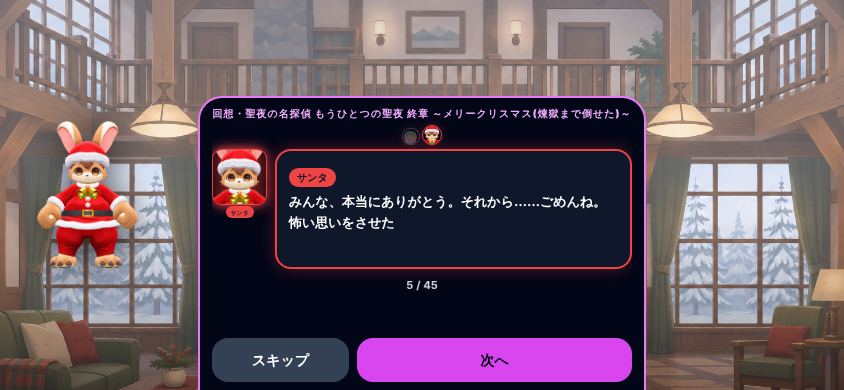 回想・聖夜の名探偵 もうひとつの聖夜 終章 ～メリークリスマス(煉獄まで倒せた)～
サンタ
サンタ
みんな、本当にありがとう。それから……ごめんね。
怖い思いをさせた
5 / 45
スキップ
次へ